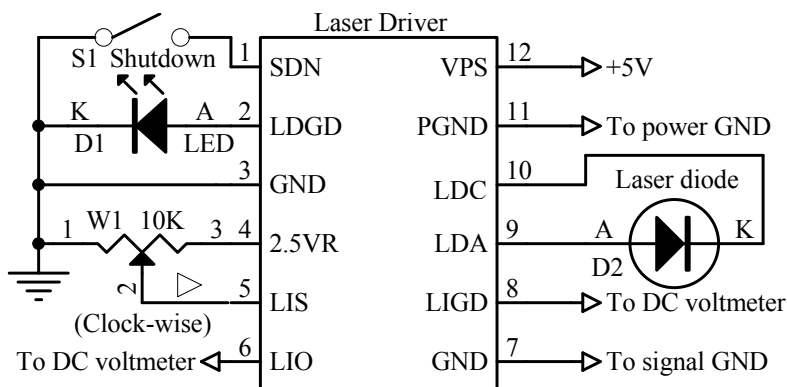 Laser Driver
S1 Shutdown
1 SDN
VPS 12 +5V
K A 2 LDGD
D1 LED
PGND 11 To power GND
3 GND
LDC 10
Laser diode
1 W1 10K 3 4 2.5VR
LDA 9 A K
D2
2 5 LIS
LIGD 8 To DC voltmeter
(Clock-wise)
To DC voltmeter 6 LIO
GND 7 To signal GND